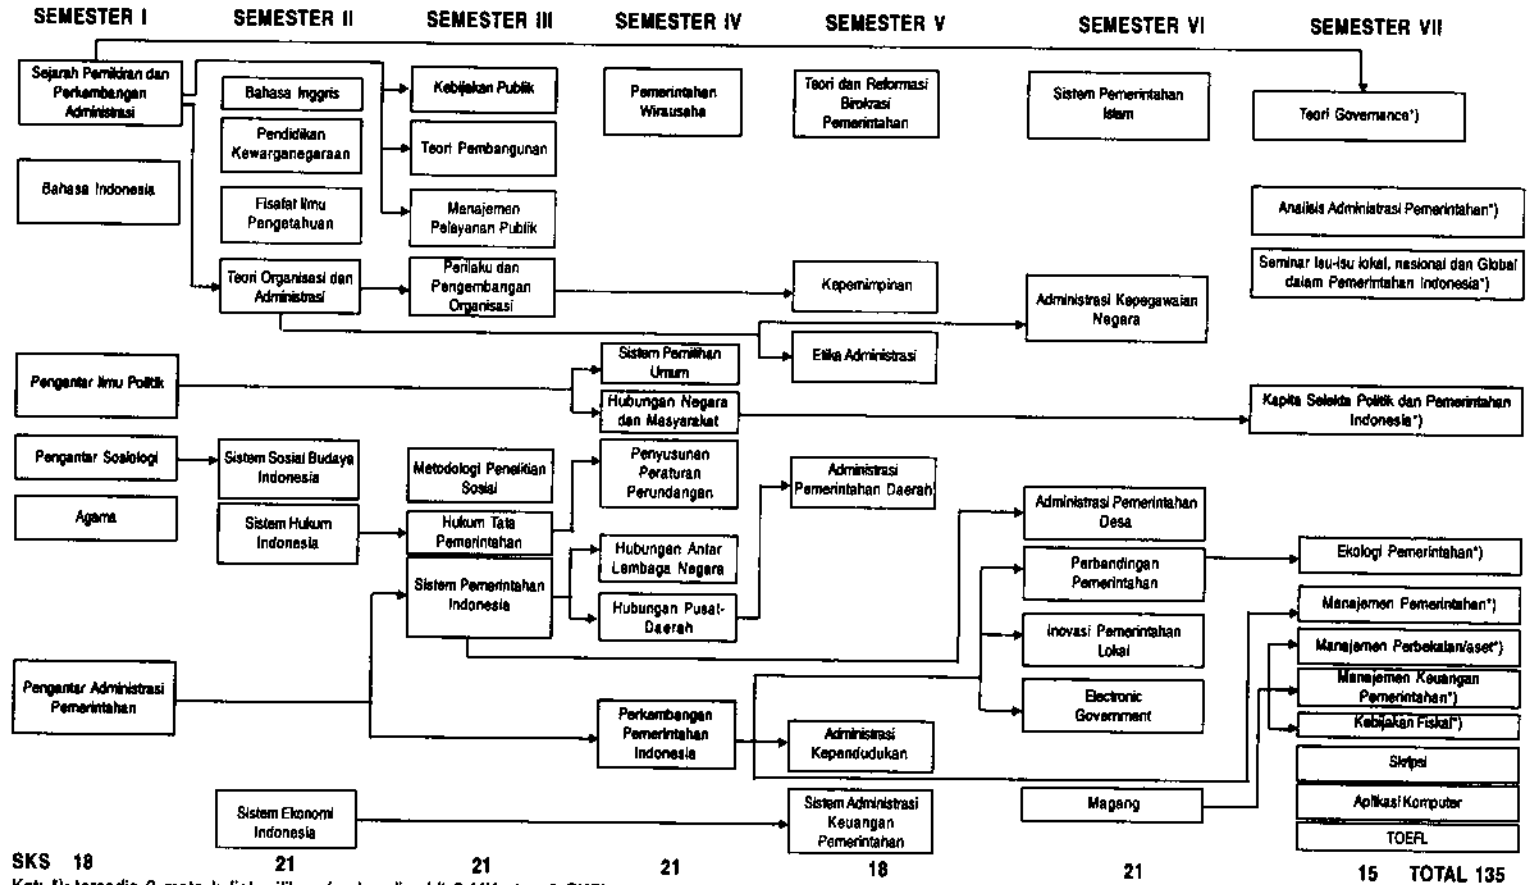 SEMESTER I
SEMESTER II
SEMESTER III
SEMESTER IV
SEMESTER V
SEMESTER VI
SEMESTER VII
Sejarah Pemikiran dan
Perkembangan
Administrasi
Bahasa Indonesia
Pengantar Ilmu Politik
Pengantar Sosiologi
Agama
Pengantar Administrasi
Pemerintahan
Bahasa Inggris
Pendidikan
Kewarganegaraan
Fisafat Ilmu
Pengetahuan
Teori Organisasi dan
Administrasi
Sistem Sosial Budaya
Indonesia
Sistem Hukum
Indonesia
Sistem Ekonomi
Indonesia
Kebijakan Publik
Teori Pembangunan
Manajemen
Pelayanan Publik
Perilaku dan
Pengembangan
Organisasi
Metodologi Penelitian
Sosial
Hukum Tata
Pemerintahan
Sistem Pemerintahan
Indonesia
Pemerintahan
Wirausaha
Sistem Pemilihan
Umum
Hubungan Negara
dan Masyarakat
Penyusunan
Peraturan
Perundangan
Hubungan Antar
Lembaga Negara
Hubungan Pusat-
Daerah
Perkembangan
Pemerintahan
Indonesia
Teori dan Reformasi
Birokrasi
Pemerintahan
Kepemimpinan
Etika Administrasi
Administrasi
Pemerintahan Daerah
Administrasi
Kependudukan
Sistem Administrasi
Keuangan
Pemerintahan
Sistem Pemerintahan
Islam
Administrasi Kepegawaian
Negara
Administrasi Pemerintahan
Desa
Perbandingan
Pemerintahan
Inovasi Pemerintahan
Lokal
Electronic
Government
Magang
Teori Governance*)
Analisis Administrasi Pemerintahan*)
Seminar Isu-isu lokal, nasional dan Global
dalam Pemerintahan Indonesia*)
Kapita Selekta Politik dan Pemerintahan
Indonesia*)
Ekologi Pemerintahan*)
Manajemen Pemerintahan*)
Manajemen Perbekalan/aset*)
Manajemen Keuangan
Pemerintahan*)
Kebijakan Fiskal*)
Skripsi
Aplikasi Komputer
TOEFL
SKS 18
21
21
21
18
21
15 TOTAL 135